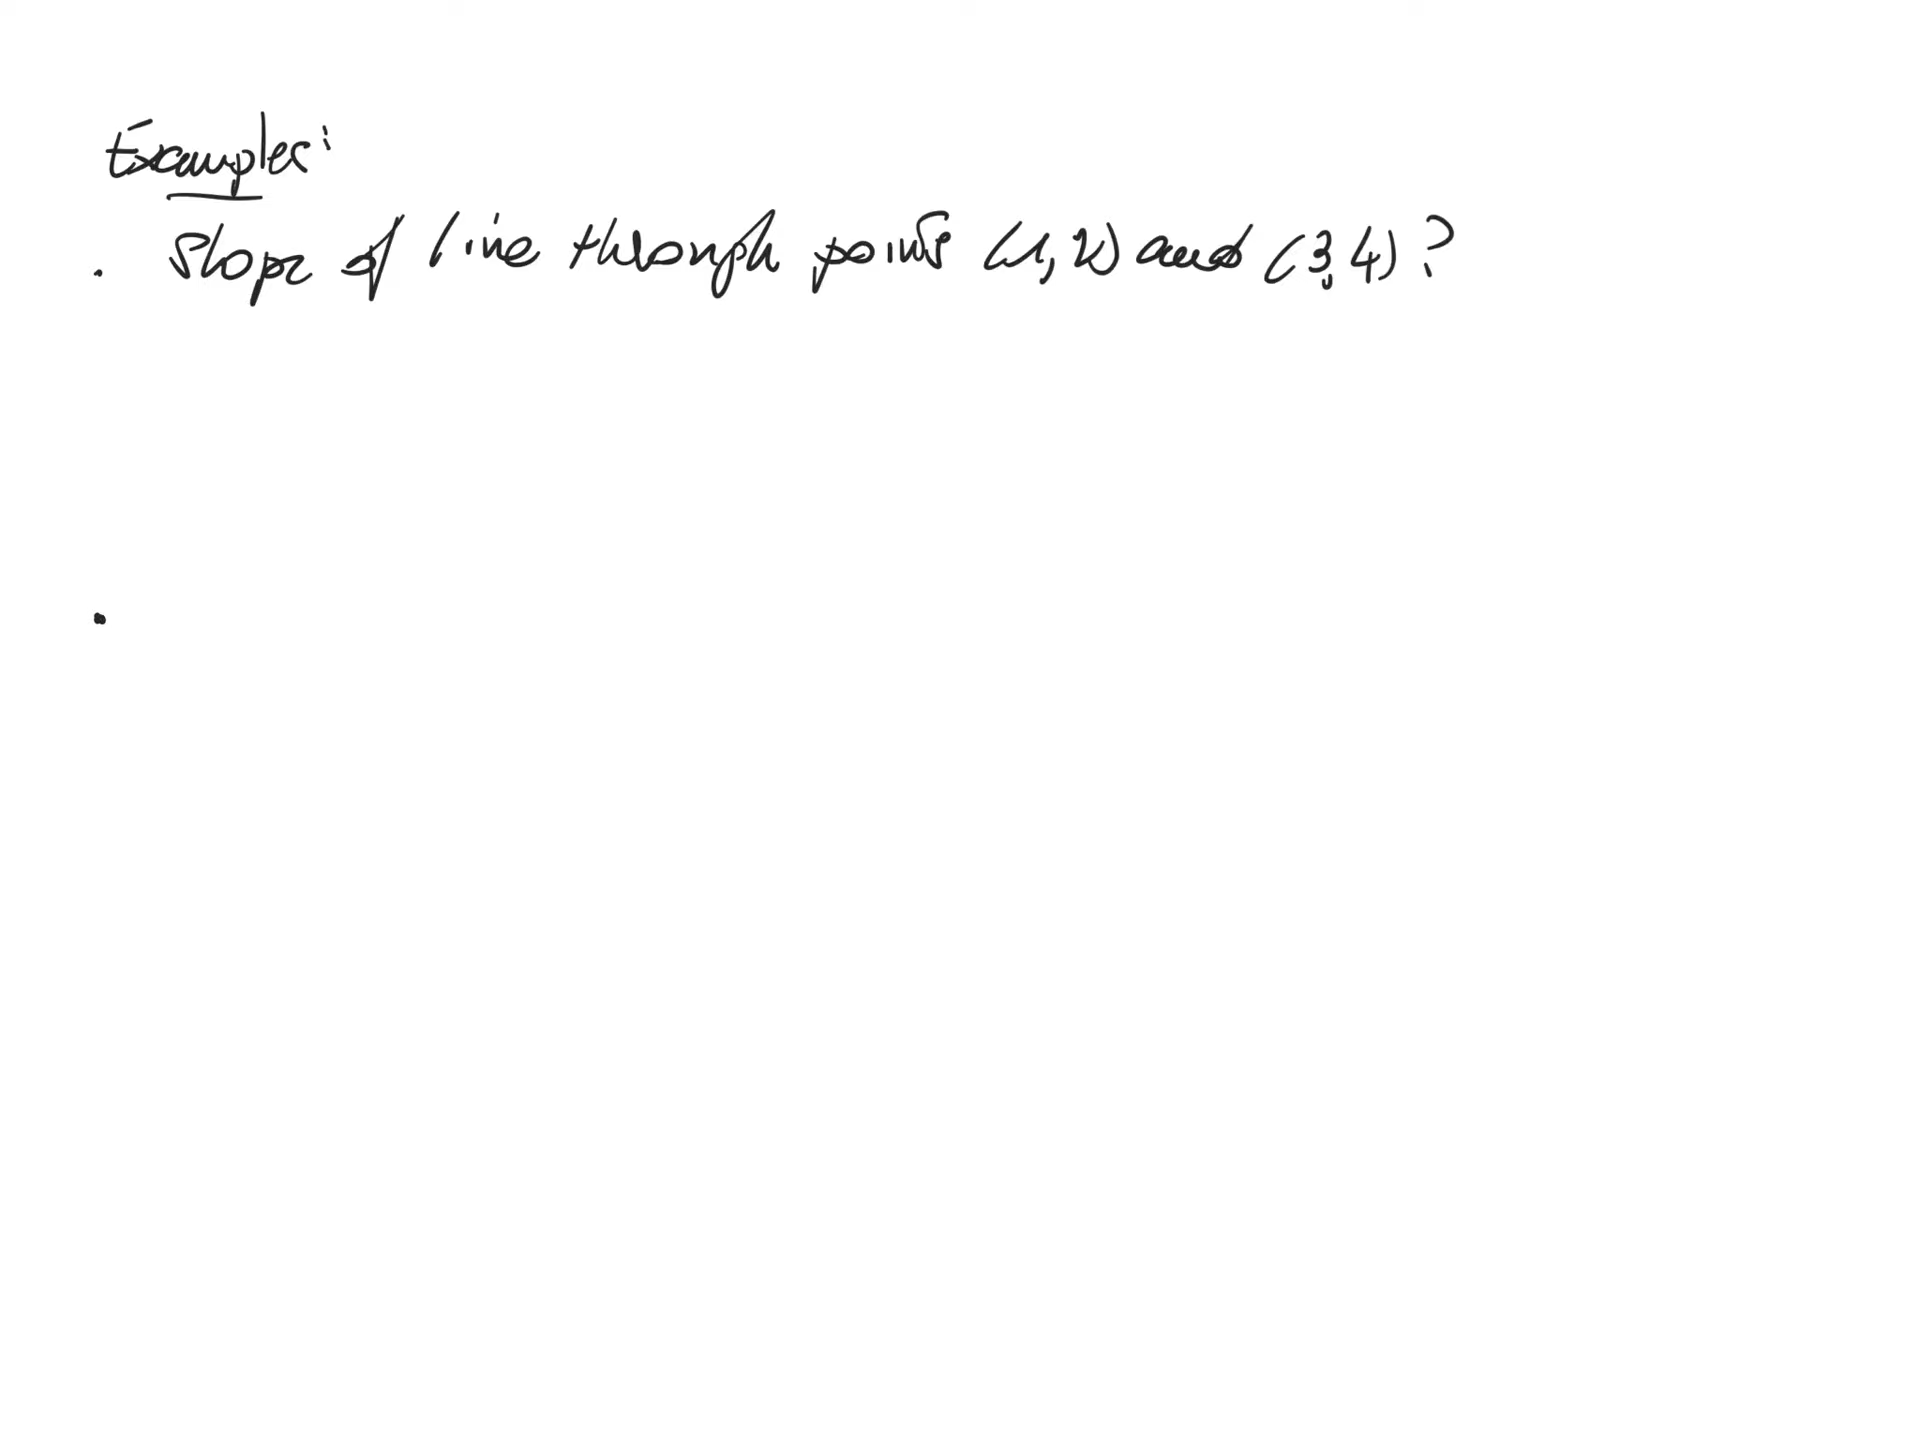 Examples:
. Slope of line through points (1, 2) and (3, 4)?
.